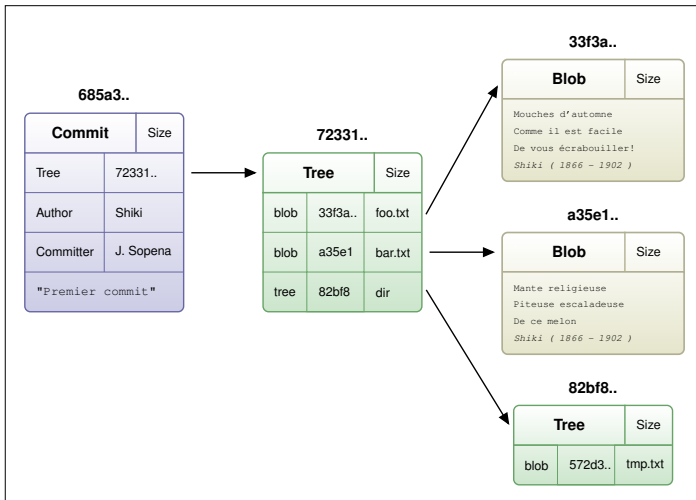 685a3..
Commit Size
Tree 72331..
Author Shiki
Committer J. Sopena
"Premier commit"
72331..
Tree Size
blob 33f3a.. foo.txt
blob a35e1 bar.txt
tree 82bf8 dir
33f3a..
Blob Size
Mouches d'automne
Comme il est facile
De vous écrabouiller!
Shiki ( 1866 – 1902 )
a35e1..
Blob Size
Mante religieuse
Piteuse escaladeuse
De ce melon
Shiki ( 1866 – 1902 )
82bf8..
Tree Size
blob 572d3.. tmp.txt